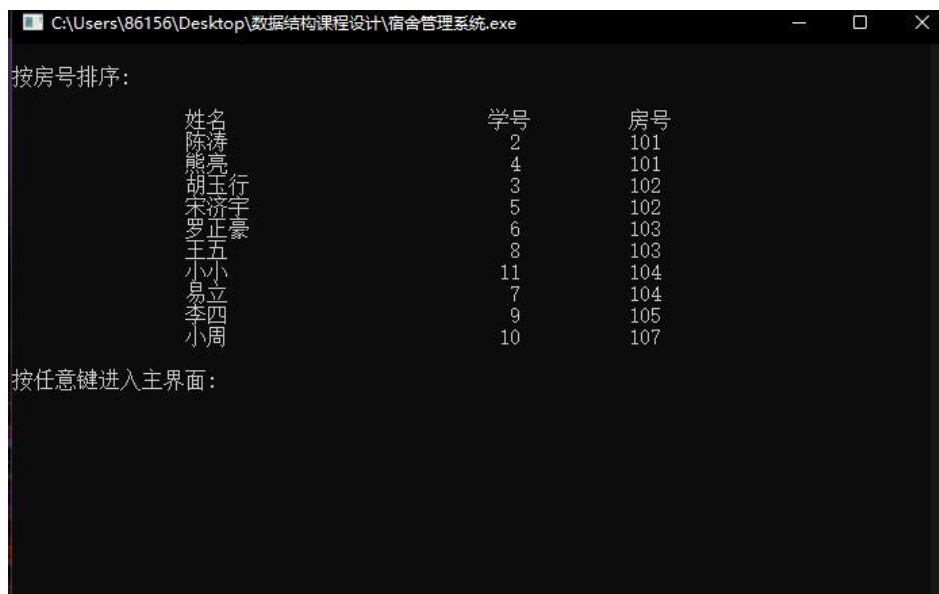 C:\Users\86156\Desktop\数据结构课程设计\宿舍管理系统.exe
按房号排序:
姓名 学号 房号
陈涛 2 101
熊亮 4 101
胡玉行 3 102
宋济宇 5 102
罗正豪 6 103
王五 8 103
小小 11 104
易立 7 104
李四 9 105
小周 10 107
按任意键进入主界面: